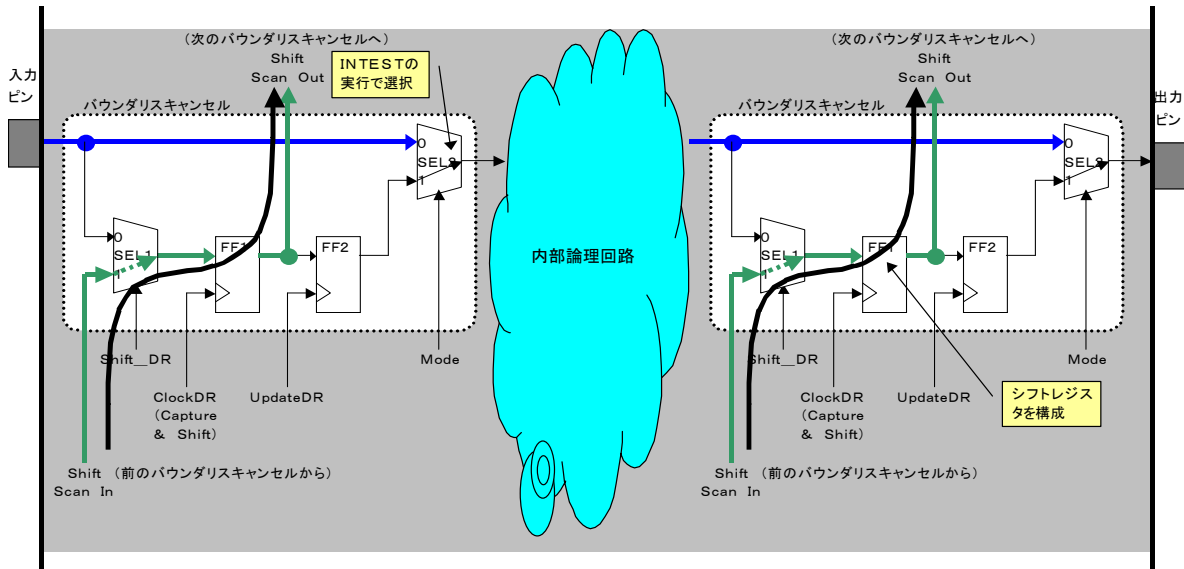 (次のバウンダリスキャンセルへ)
Shift
Scan Out
INTESTの
実行で選択
入力
ピン
バウンダリスキャンセル
0
SEL2
1
0
SEL1
1
FF1
FF2
Shift_DR
Mode
ClockDR
(Capture
& Shift)
UpdateDR
Shift (前のバウンダリスキャンセルから)
Scan In
内部論理回路
(次のバウンダリスキャンセルへ)
Shift
Scan Out
バウンダリスキャンセル
出力
ピン
0
SEL2
1
0
SEL1
1
FF1
FF2
Shift_DR
Mode
ClockDR
(Capture
& Shift)
UpdateDR
シフトレジス
タを構成
Shift (前のバウンダリスキャンセルから)
Scan In